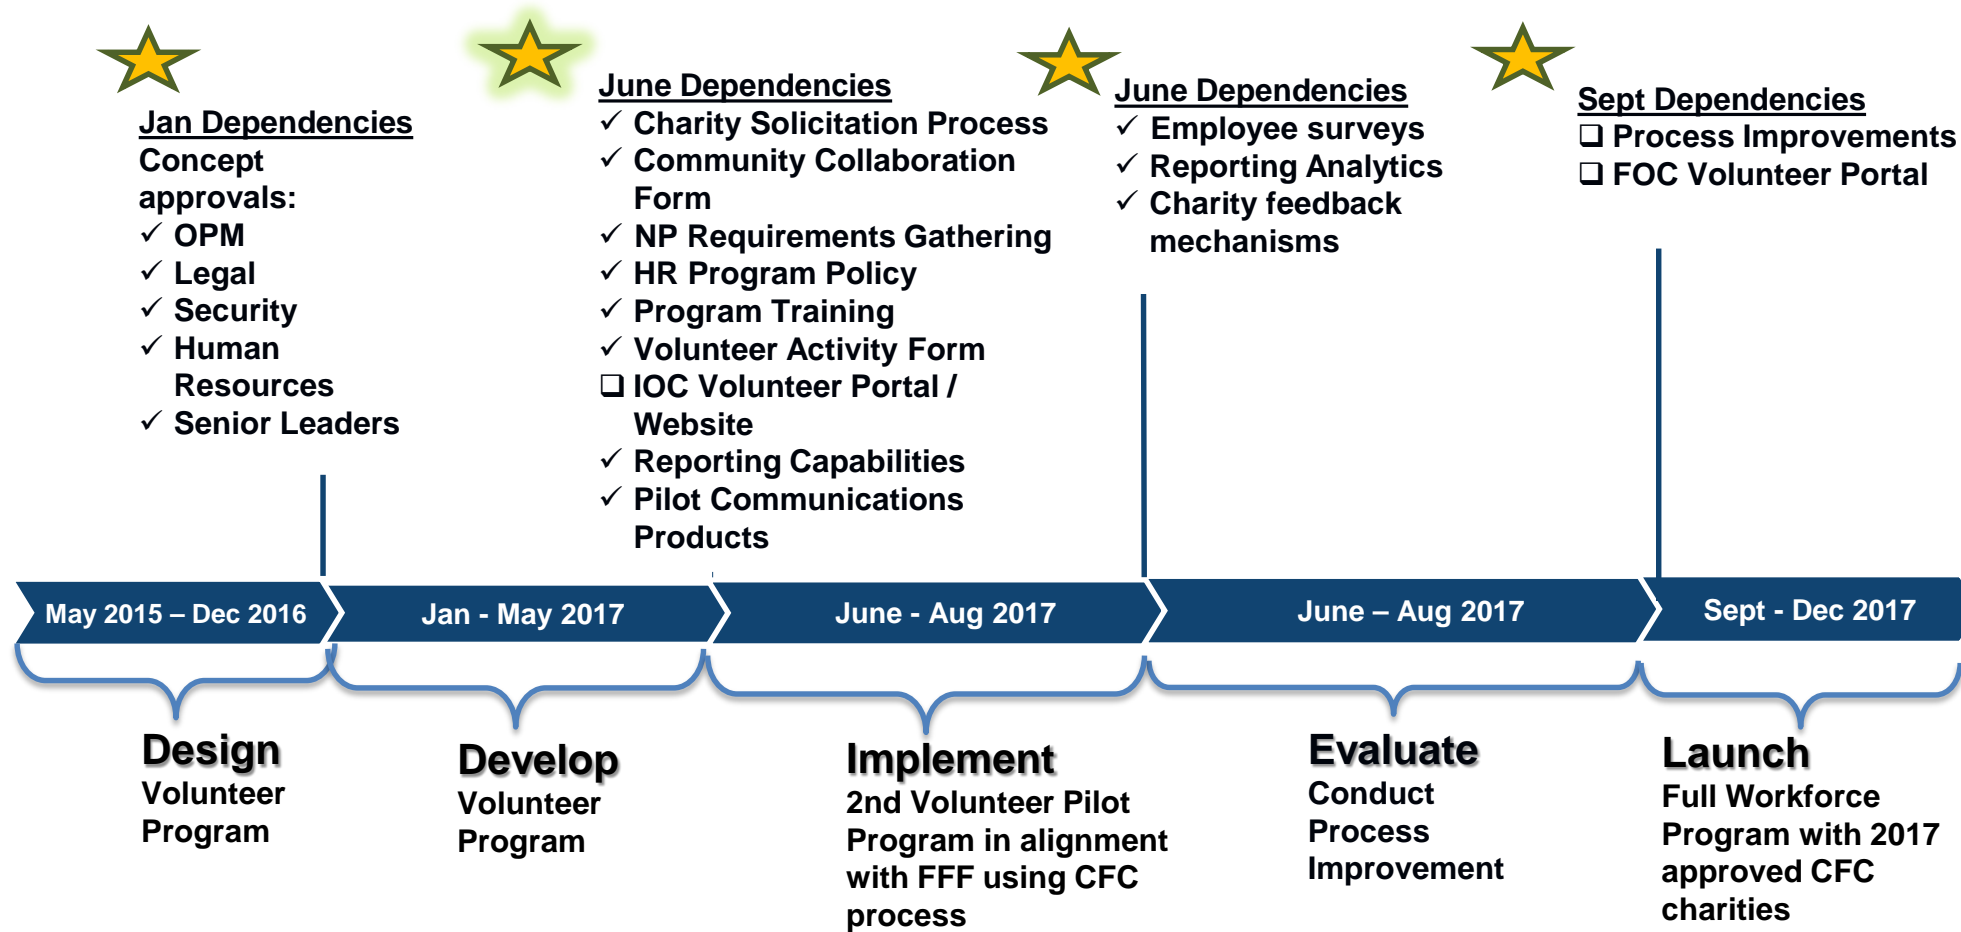 Jan Dependencies
Concept
approvals:
✓ OPM
✓ Legal
✓ Security
✓ Human
Resources
✓ Senior Leaders
June Dependencies
✓ Charity Solicitation Process
✓ Community Collaboration
Form
✓ NP Requirements Gathering
✓ HR Program Policy
✓ Program Training
✓ Volunteer Activity Form
❑ IOC Volunteer Portal /
Website
✓ Reporting Capabilities
✓ Pilot Communications
Products
June Dependencies
✓ Employee surveys
✓ Reporting Analytics
✓ Charity feedback
mechanisms
Sept Dependencies
❑ Process Improvements
❑ FOC Volunteer Portal
May 2015 – Dec 2016
Jan - May 2017
June - Aug 2017
June – Aug 2017
Sept - Dec 2017
Design
Volunteer
Program
Develop
Volunteer
Program
Implement
2nd Volunteer Pilot
Program in alignment
with FFF using CFC
process
Evaluate
Conduct
Process
Improvement
Launch
Full Workforce
Program with 2017
approved CFC
charities